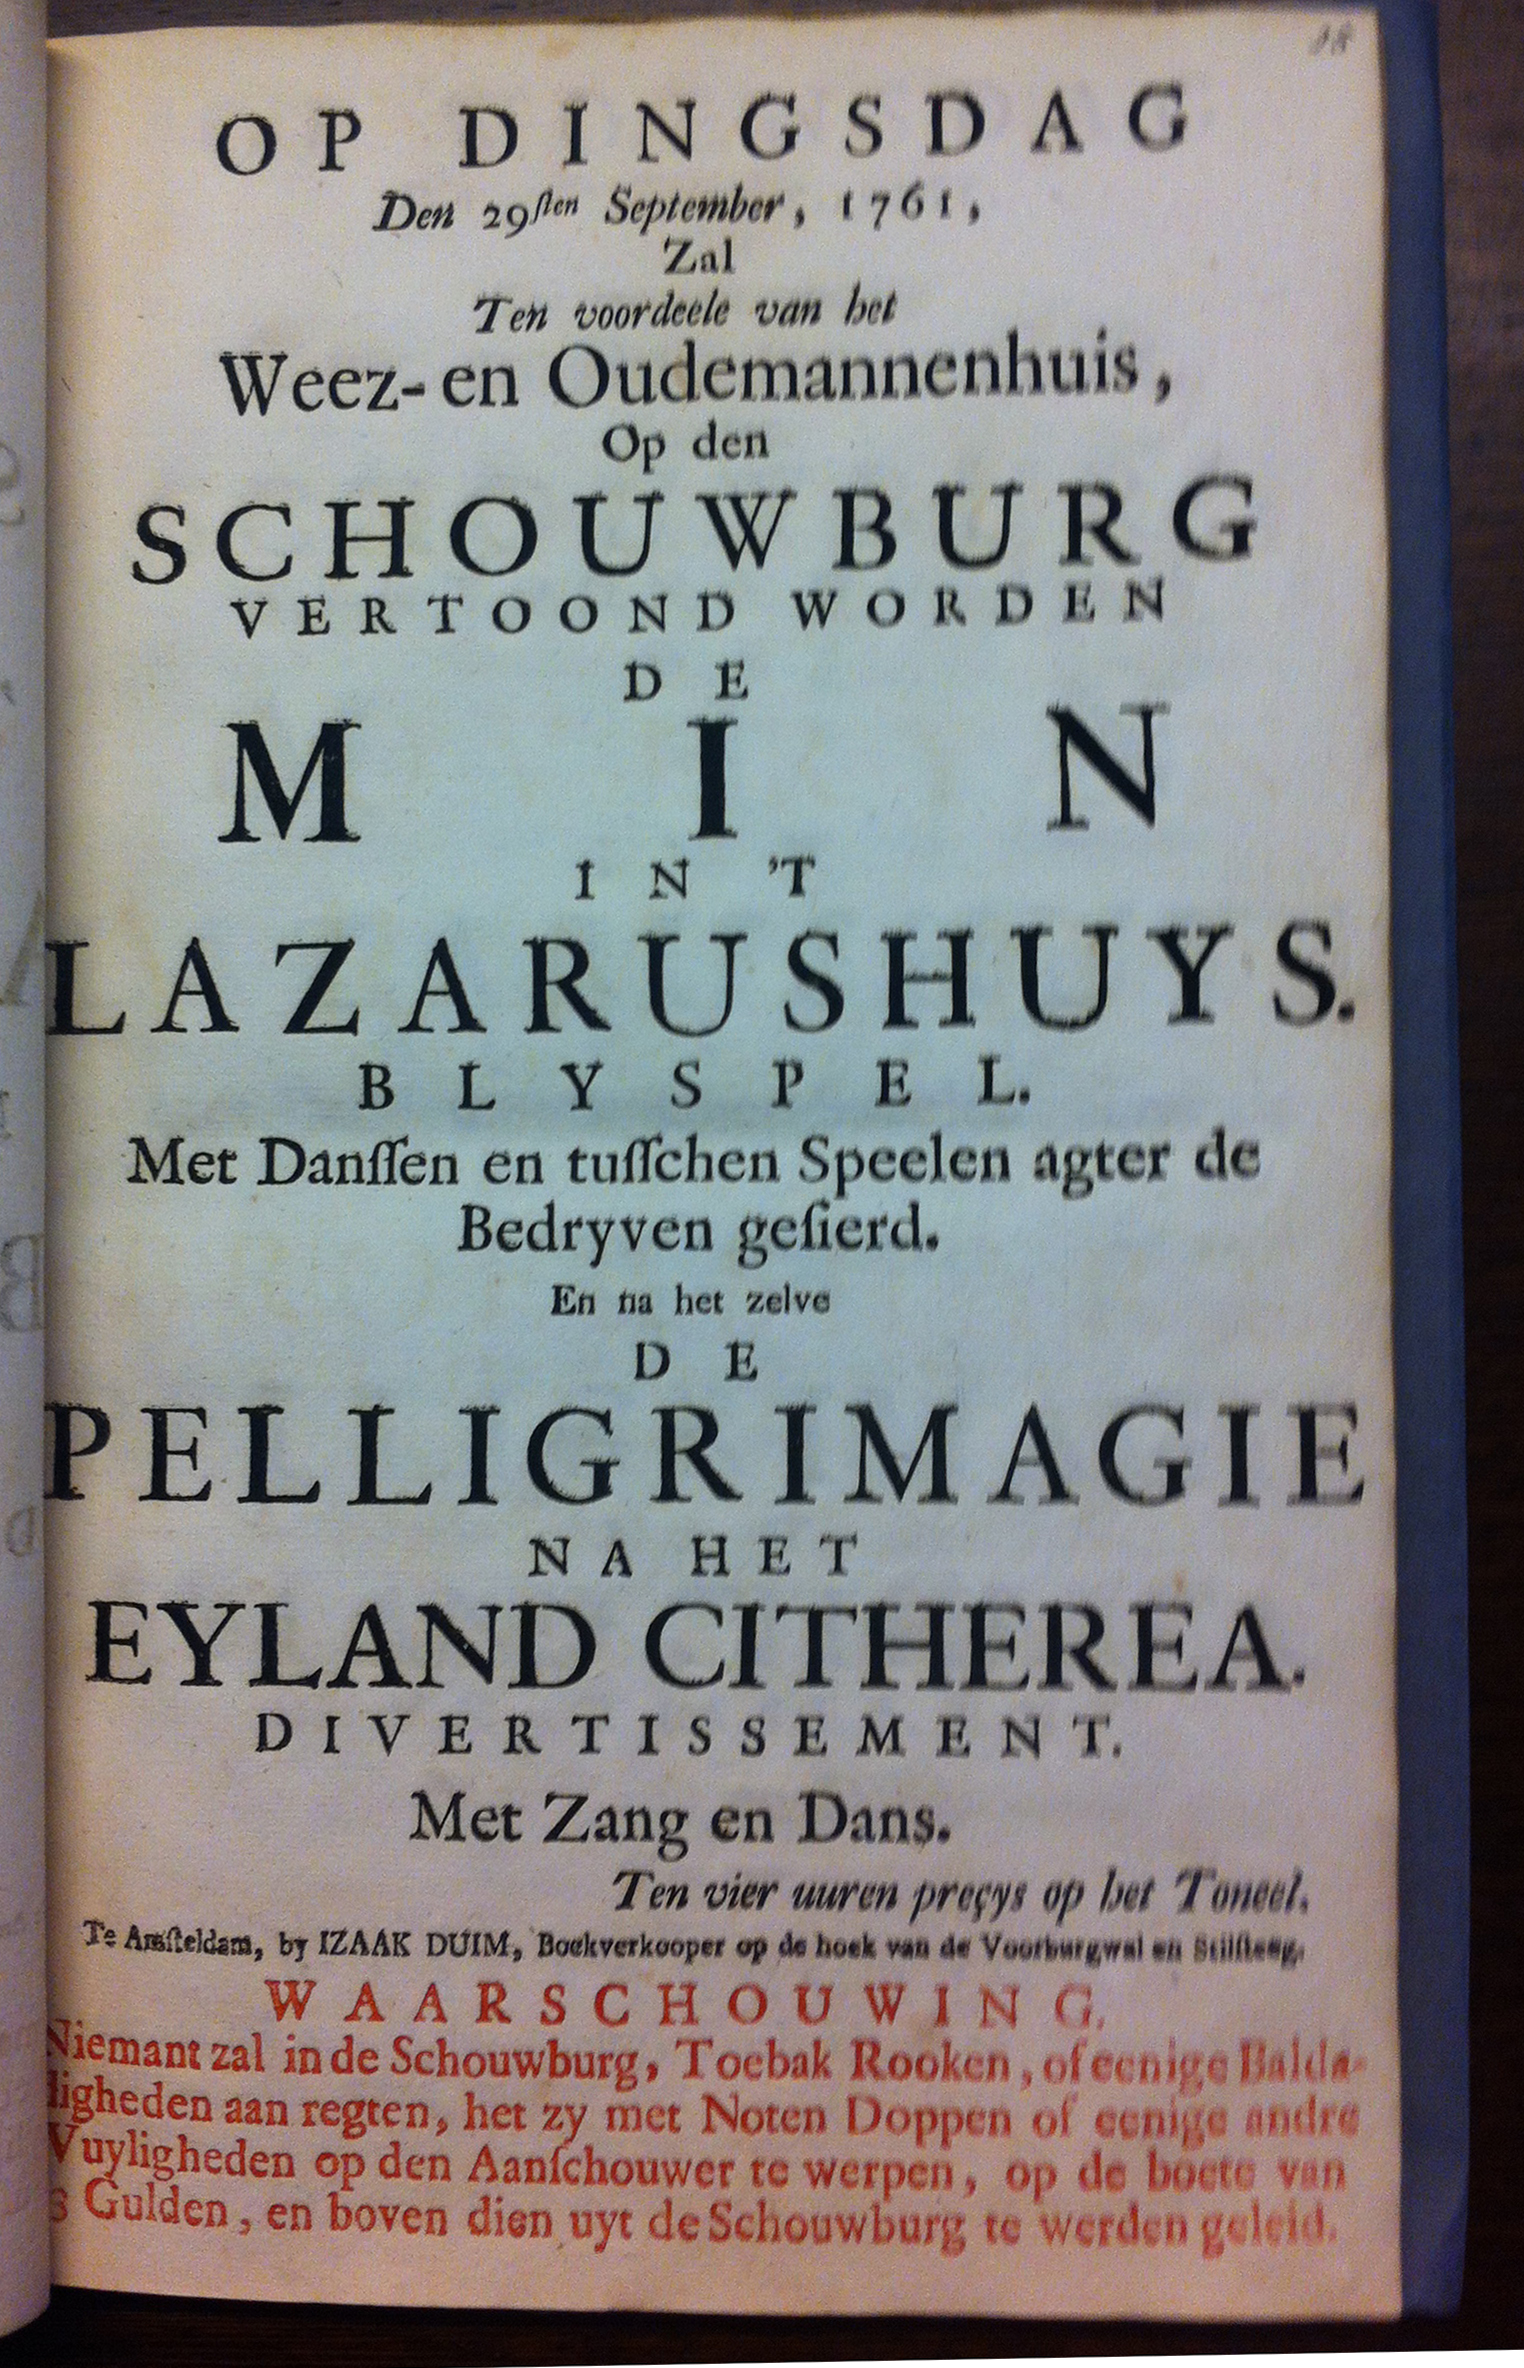 OP DINGSDAG
Den 29ſten September, 1761,
Zal
Ten voordeele van het
Weez- en Oudemannenhuis,
Op den
SCHOUWBURG
VERTOOND WORDEN
DE
MIN
IN 'T
LAZARUSHUYS.
BLYSPEL.
Met Danſſen en tuſſchen Speelen agter de
Bedryven geſierd.
En na het zelve
DE
PELLIGRIMAGIE
NA HET
EYLAND CITHEREA.
DIVERTISSEMENT.
Met Zang en Dans.
Ten vier uuren preçys op het Toneel.
Te Amſteldam, by IZAAK DUIM, Boekverkooper op de hoek van de Voorburgwal en Stilſteeg.
WAARSCHOUWING.
Niemant zal in de Schouwburg, Toebak Rooken, of eenige Balda-
digheden aan regten, het zy met Noten Doppen of eenige andre
Vuyligheden op den Aanſchouwer te werpen, op de boete van
3 Gulden, en boven dien uyt de Schouwburg te werden geleid.